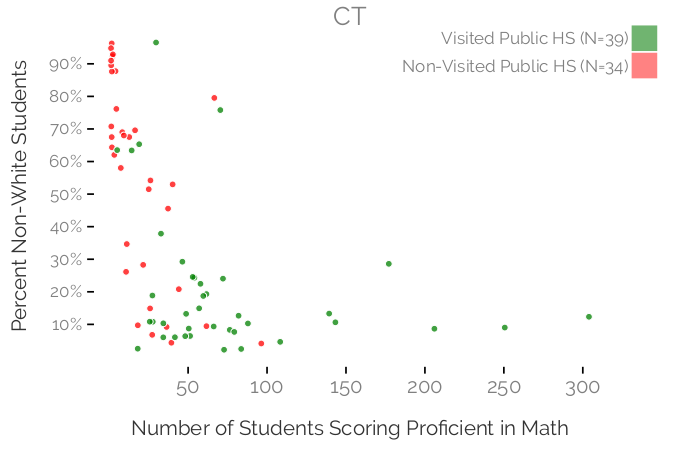 CT
Visited Public HS (N=39)
Non-Visited Public HS (N=34)
Percent Non-White Students
90%
80%
70%
60%
50%
40%
30%
20%
10%
50 100 150 200 250 300
Number of Students Scoring Proficient in Math